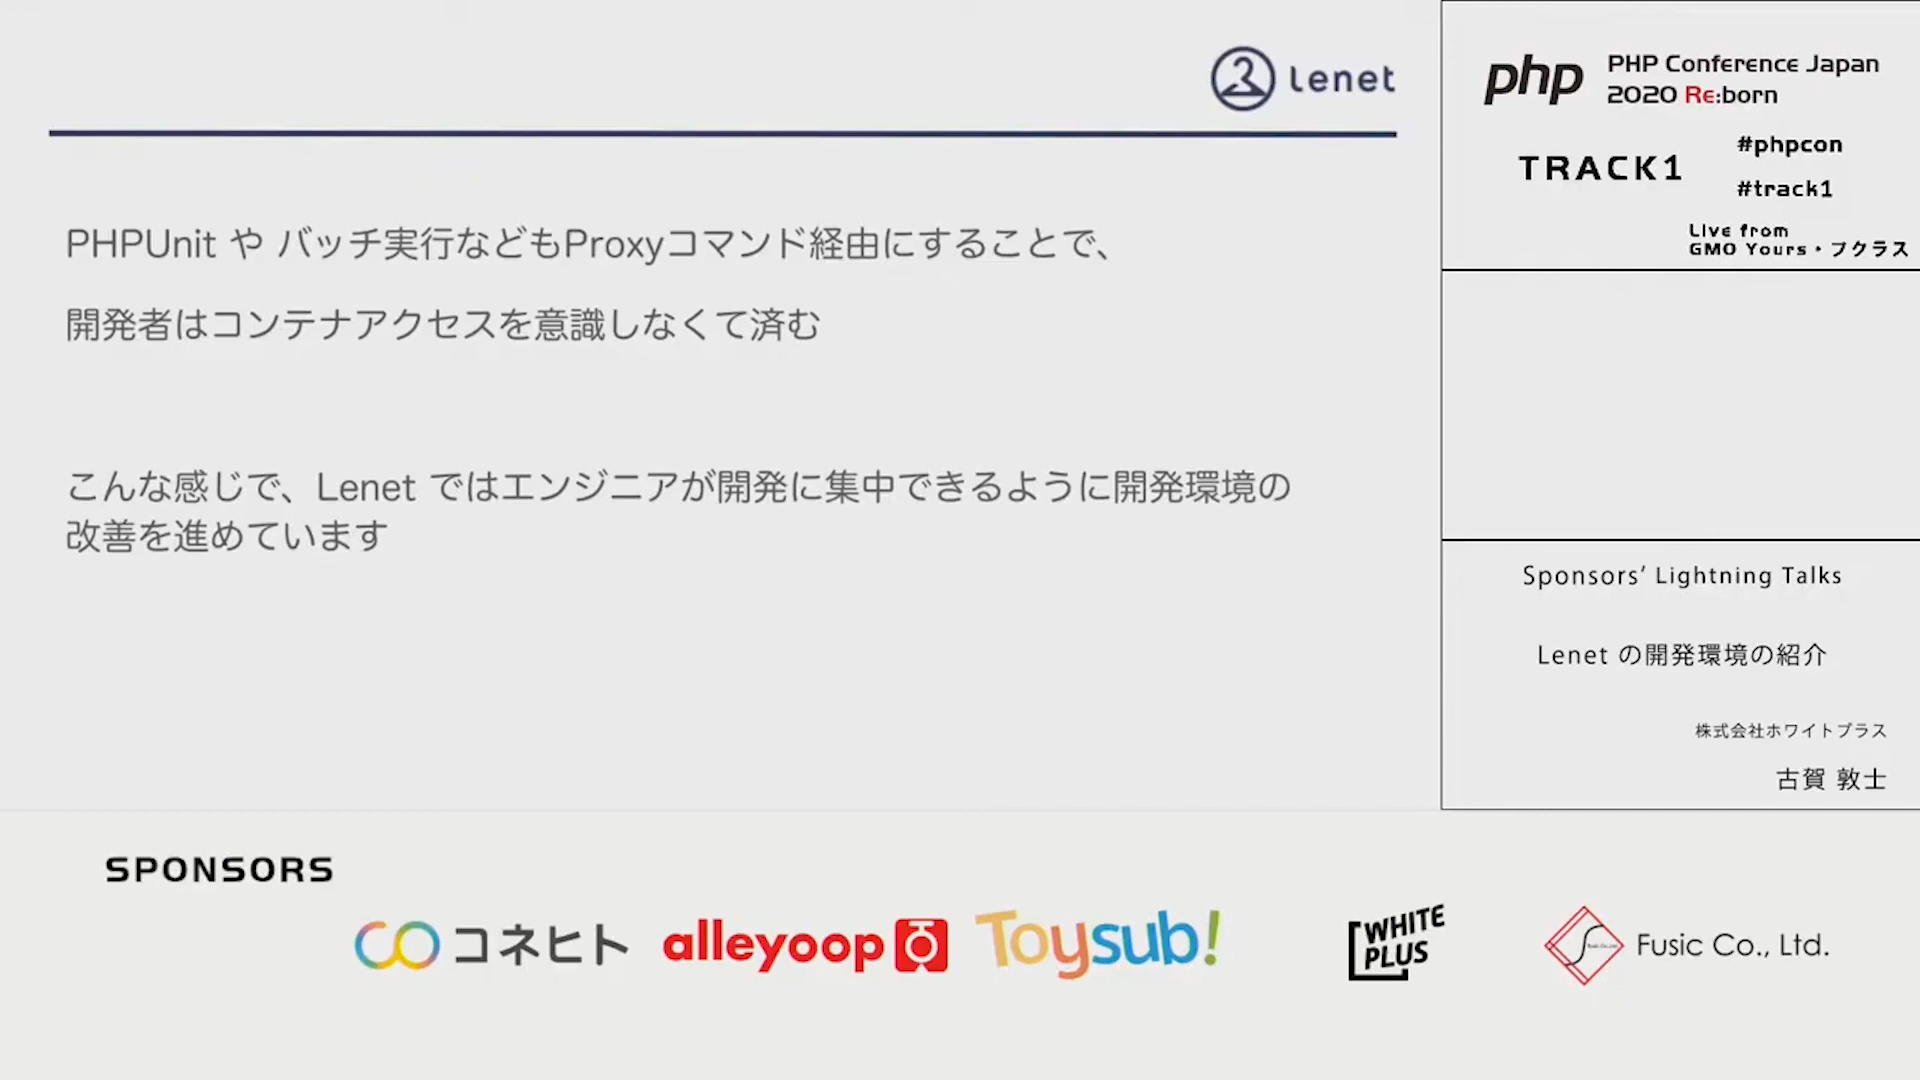 Lenet
PHPUnit や バッチ実行などもProxyコマンド経由にすることで、
開発者はコンテナアクセスを意識しなくて済む
こんな感じで、Lenet ではエンジニアが開発に集中できるように開発環境の
改善を進めています
php
PHP Conference Japan
2020 Re:born
TRACK1
#phpcon
#track1
Live from
GMO Yours・フクラス
Sponsors’ Lightning Talks
Lenet の開発環境の紹介
株式会社ホワイトプラス
古賀 敦士
SPONSORS
コネヒト
alleyoop
Toysub!
WHITE
PLUS
Fusic Co., Ltd.